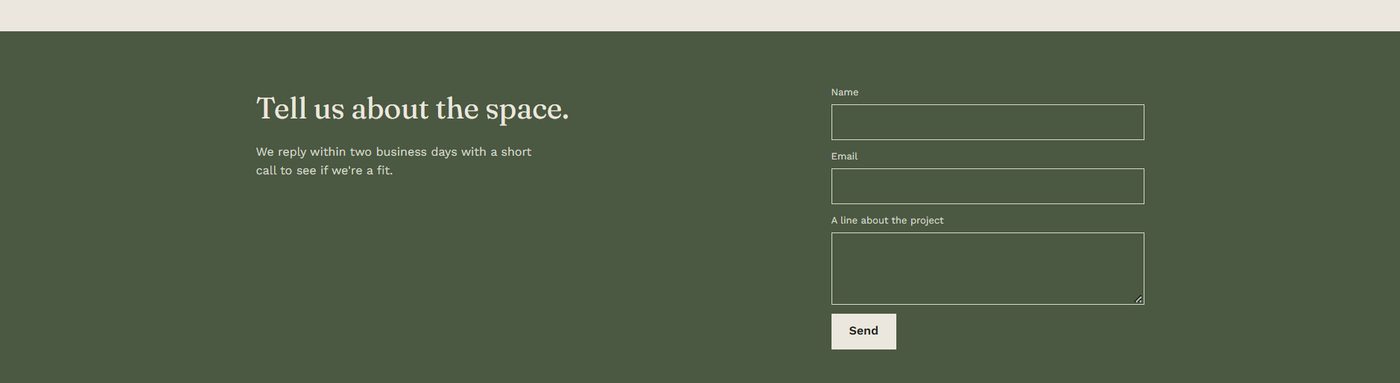 Tell us about the space.
We reply within two business days with a short
call to see if we're a fit.
Name
Email
A line about the project
Send